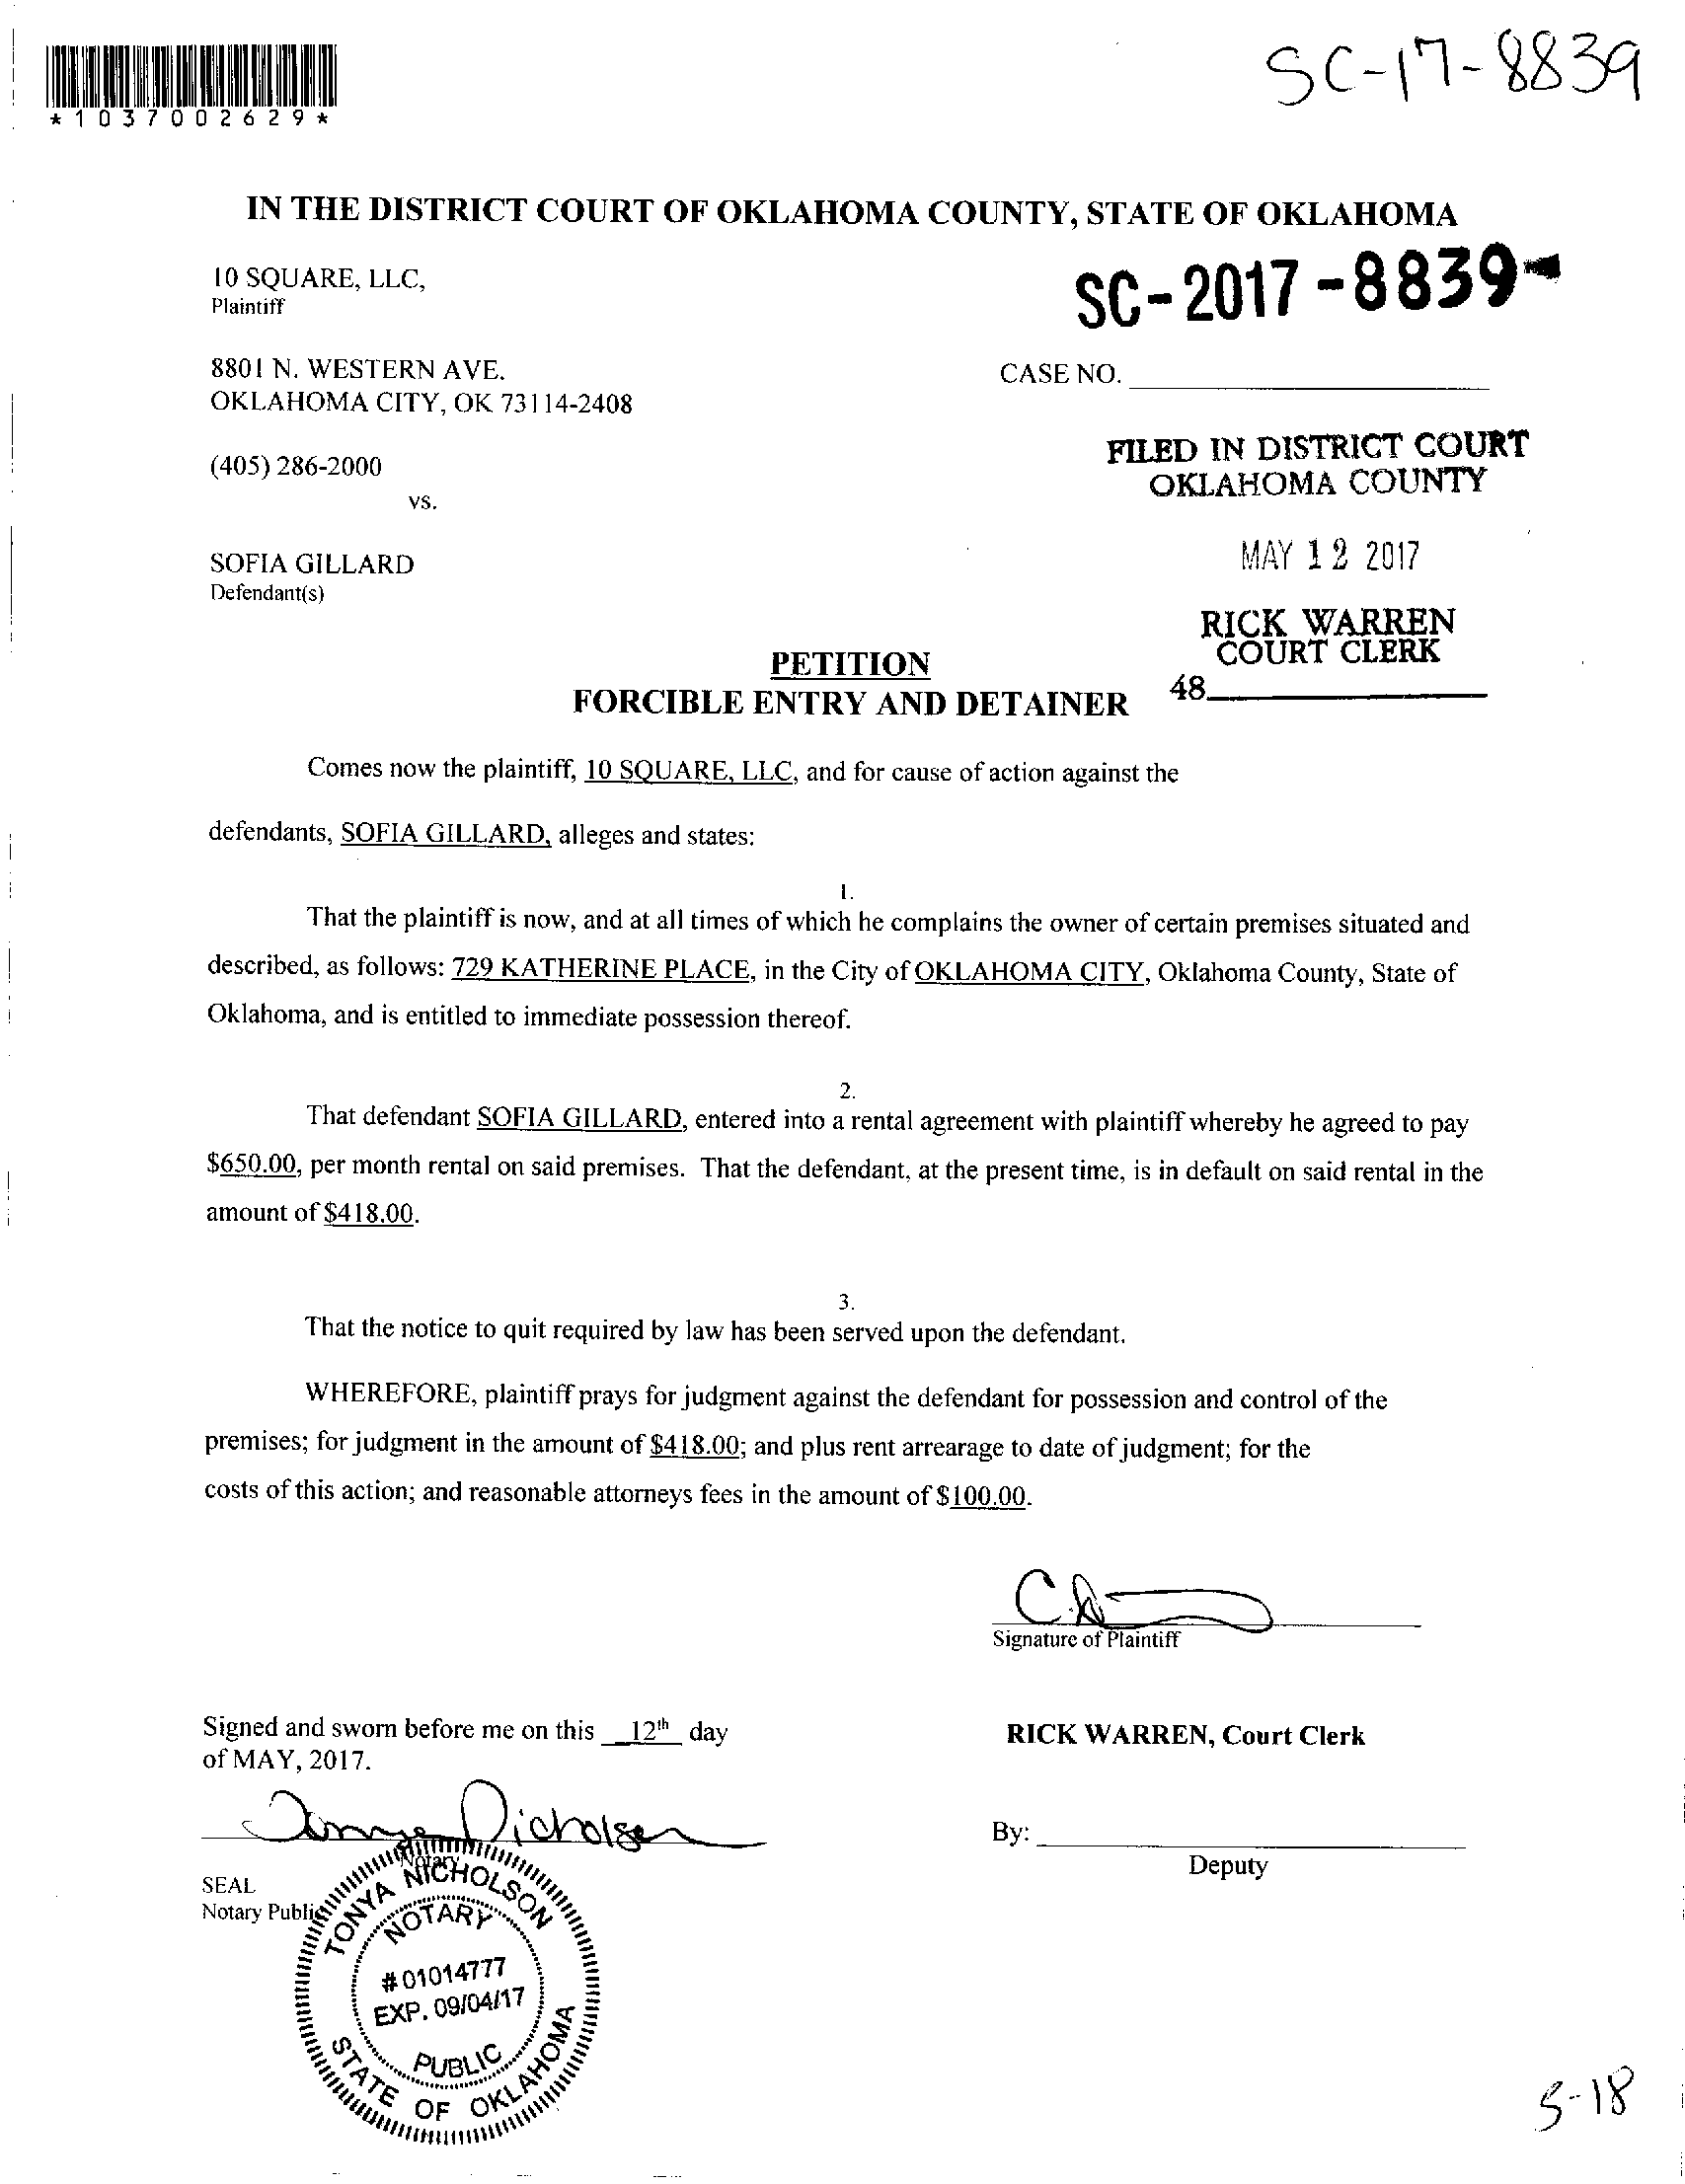 SC-17-8839
*1037002629*
IN THE DISTRICT COURT OF OKLAHOMA COUNTY, STATE OF OKLAHOMA
10 SQUARE, LLC,
Plaintiff
SC-2017-8839-
8801 N. WESTERN AVE.
OKLAHOMA CITY, OK 73114-2408
CASE NO.
(405) 286-2000
vs.
FILED IN DISTRICT COURT
OKLAHOMA COUNTY
MAY 12 2017
SOFIA GILLARD
Defendant(s)
RICK WARREN
COURT CLERK
48
PETITION
FORCIBLE ENTRY AND DETAINER
Comes now the plaintiff, 10 SQUARE, LLC, and for cause of action against the
defendants, SOFIA GILLARD, alleges and states:
1.
That the plaintiff is now, and at all times of which he complains the owner of certain premises situated and
described, as follows: 729 KATHERINE PLACE, in the City of OKLAHOMA CITY, Oklahoma County, State of
Oklahoma, and is entitled to immediate possession thereof.
2.
That defendant SOFIA GILLARD, entered into a rental agreement with plaintiff whereby he agreed to pay
$650.00, per month rental on said premises. That the defendant, at the present time, is in default on said rental in the
amount of $418.00.
3.
That the notice to quit required by law has been served upon the defendant.
WHEREFORE, plaintiff prays for judgment against the defendant for possession and control of the
premises; for judgment in the amount of $418.00; and plus rent arrearage to date of judgment; for the
costs of this action; and reasonable attorneys fees in the amount of $100.00.
Signature of Plaintiff
Signed and sworn before me on this 12th day
of MAY, 2017.
RICK WARREN, Court Clerk
Tonya Nicholson
By:
Deputy
Notary
SEAL
Notary Public
TONYA NICHOLSON
NOTARY
#01014777
EXP. 09/04/17
PUBLIC
STATE OF OKLAHOMA
5-18